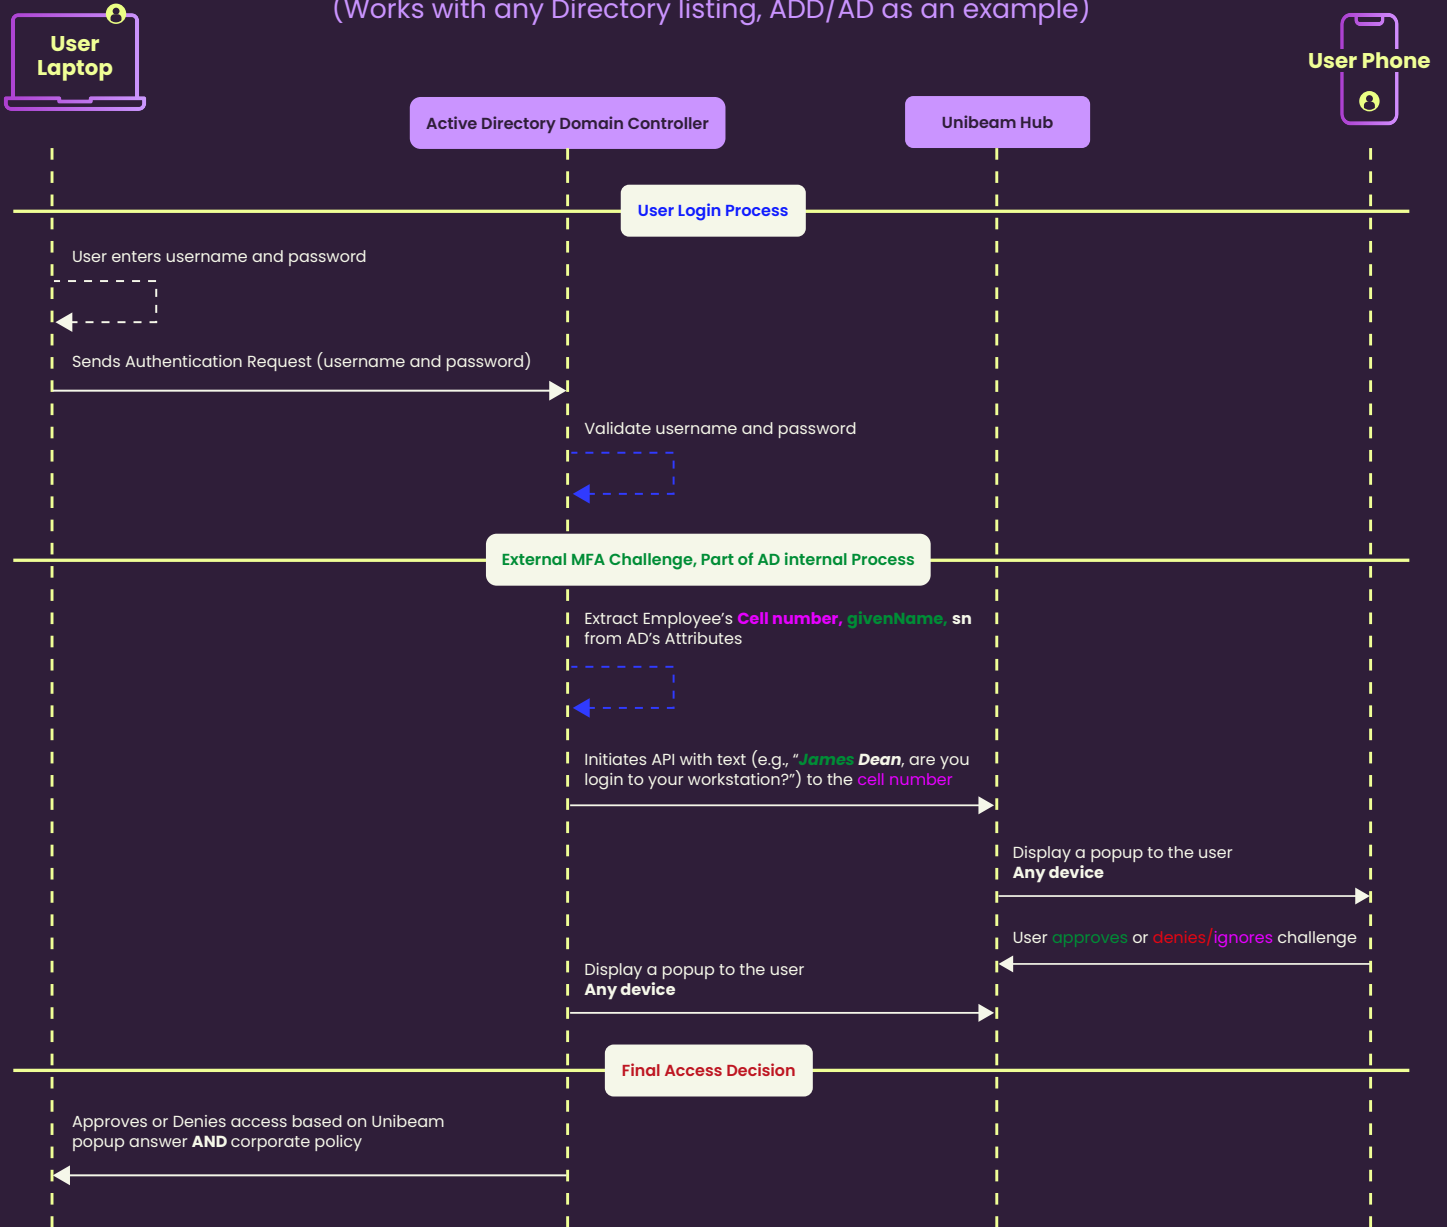 (Works with any Directory listing, ADD/AD as an example)
User
Laptop
User Phone
Active Directory Domain Controller
Unibeam Hub
User Login Process
User enters username and password
Sends Authentication Request (username and password)
Validate username and password
External MFA Challenge, Part of AD internal Process
Extract Employee’s Cell number, givenName, sn
from AD’s Attributes
Initiates API with text (e.g., “James Dean, are you
login to your workstation?”) to the cell number
Display a popup to the user
Any device
User approves or denies/ignores challenge
Display a popup to the user
Any device
Final Access Decision
Approves or Denies access based on Unibeam
popup answer AND corporate policy